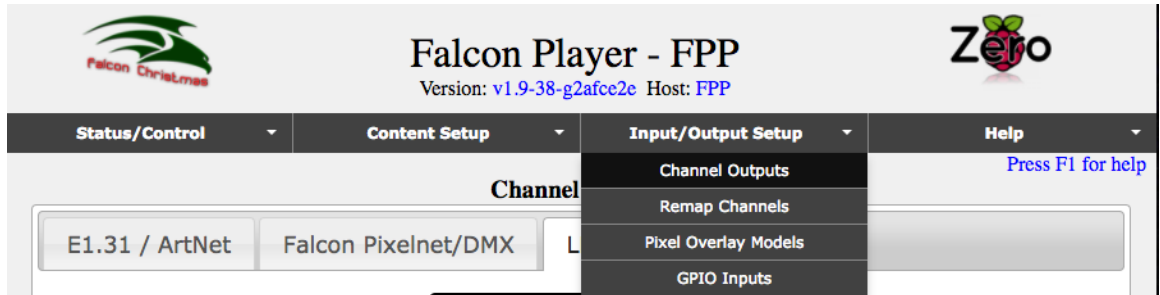 Falcon Christmas
Falcon Player - FPP
Version: v1.9-38-g2afce2e Host: FPP
Zero
Status/Control
Content Setup
Input/Output Setup
Help
Channel Outputs
Remap Channels
Pixel Overlay Models
GPIO Inputs
Press F1 for help
Channel
E1.31 / ArtNet
Falcon Pixelnet/DMX
L